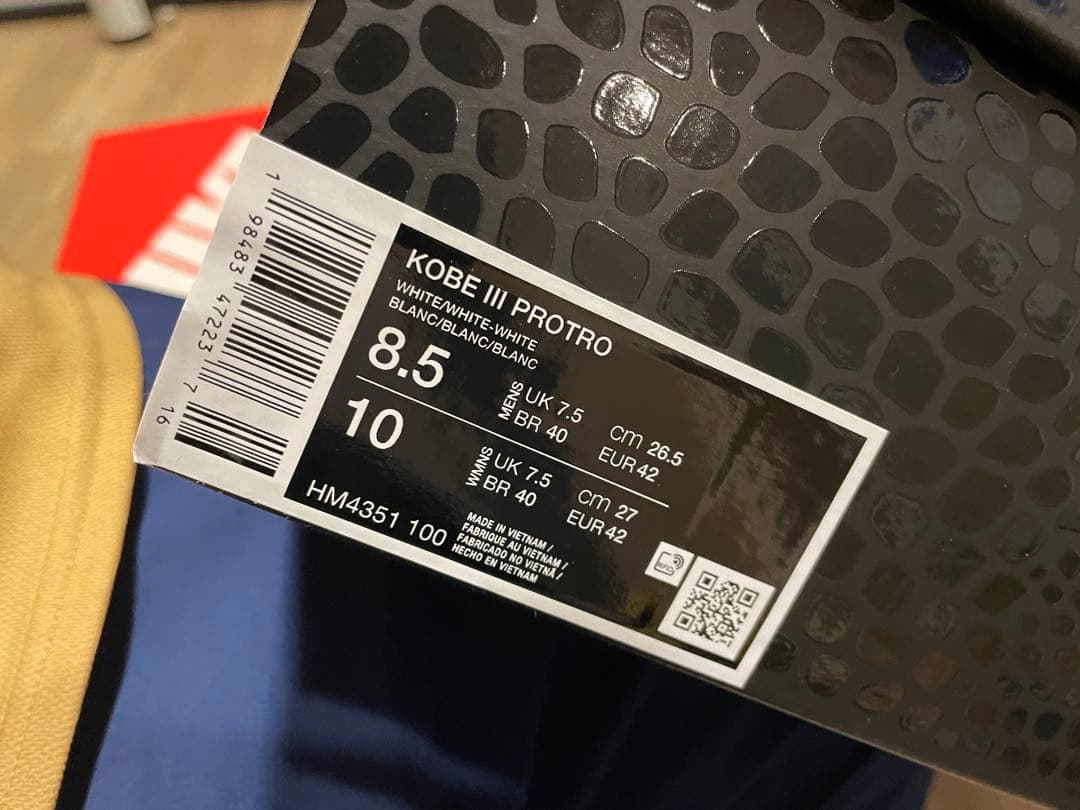 KOBE III PROTRO
WHITE/WHITE-WHITE
BLANC/BLANC/BLANC
8.5
MENS
UK 7.5
BR 40
cm 26.5
EUR 42
10
WMNS
UK 7.5
BR 40
cm 27
EUR 42
HM4351 100
MADE IN VIETNAM /
FABRIQUE AU VIETNAM /
FABRICADO NO VIETNÃ /
HECHO EN VIETNAM
RFID
1 98483 47223 7 16